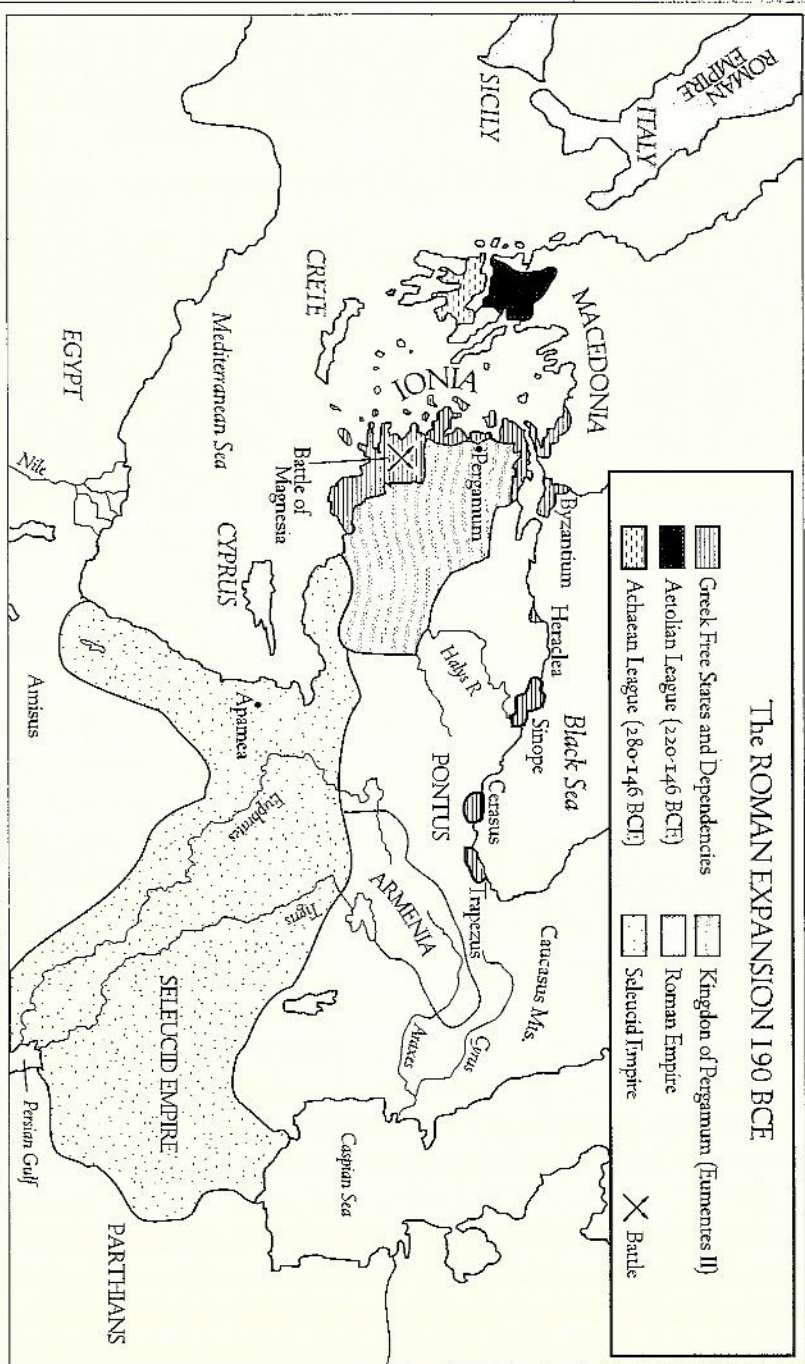 The ROMAN EXPANSION 190 BCE
Greek Free States and Dependencies
Aetolian League (220-146 BCE)
Achaean League (280-146 BCE)
Kingdon of Pergamum (Eumentes II)
Roman Empire
Seleucid Empire
Battle
ROMAN
EMPIRE
ITALY
SICILY
MACEDONIA
IONIA
CRETE
Pergamum
Byzantium
Heraclea
Black Sea
Sinope
Halys R
Cerasus
Trapezus
PONTUS
Caucasus Mts.
ARMENIA
Cyrus
Araxes
Caspian Sea
Battle of
Magnesia
CYPRUS
Mediterranean Sea
EGYPT
Nile
Apamea
Amisus
Euphrates
Tigris
SELEUCID EMPIRE
Persian Gulf
PARTHIANS